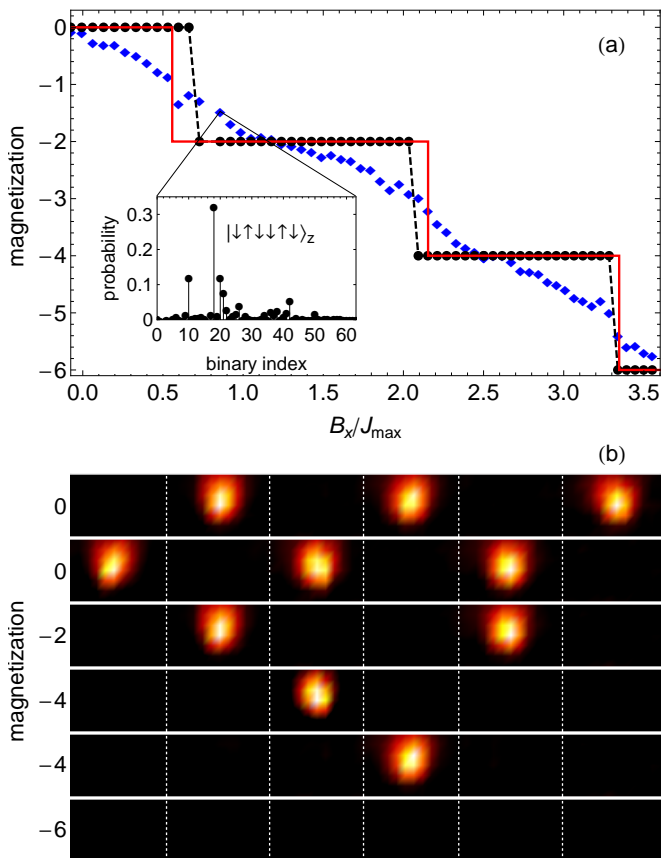 (a)
0
−1
−2
−3
−4
−5
−6
magnetization
0.3
0.2
0.1
0
probability
|↓↑↓↓↑↓⟩z
0 10 20 30 40 50 60
binary index
0.0 0.5 1.0 1.5 2.0 2.5 3.0 3.5
Bx/Jmax
(b)
0
0
−2
−4
−4
−6
magnetization